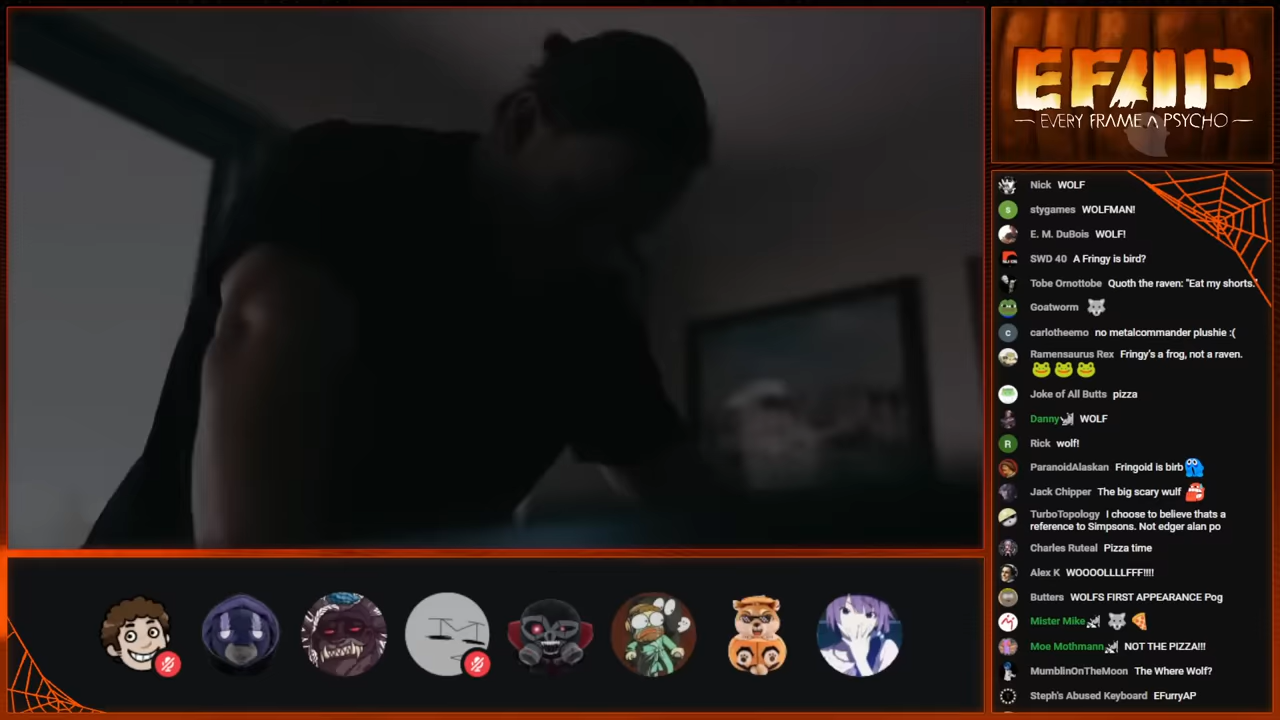 EFAP
EVERY FRAME A PSYCHO
Nick WOLF
S stygames WOLFMAN!
E. M. DuBois WOLF!
SWD 40 A Fringy is bird?
Tobe Ornottobe Quoth the raven: "Eat my shorts."
Goatworm
c carlotheemo no metalcommander plushie :(
Ramensaurus Rex Fringy's a frog, not a raven.
🐸🐸🐸
Joke of All Butts pizza
Danny WOLF
R Rick wolf!
ParanoidAlaskan Fringoid is birb
Jack Chipper The big scary wulf
TurboTopology I choose to believe thats a
reference to Simpsons. Not edger alan po
Charles Ruteal Pizza time
Alex K WOOOOLLLLFFF!!!!
Butters WOLFS FIRST APPEARANCE Pog
Mister Mike 🐺 🍕
Moe Mothmann NOT THE PIZZA!!!
MumblinOnTheMoon The Where Wolf?
Steph's Abused Keyboard EFurryAP